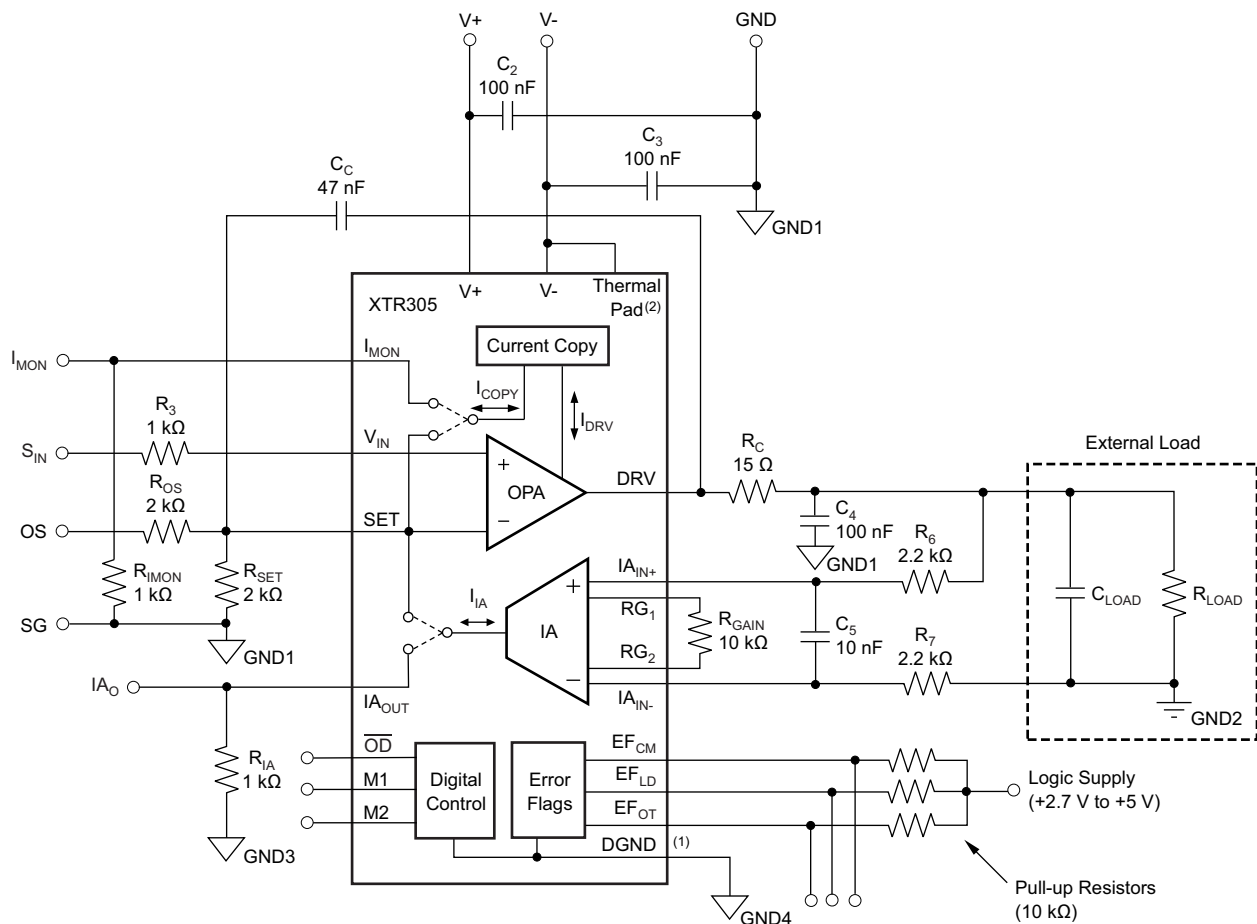 V+
V-
GND
C2
100 nF
C3
100 nF
CC
47 nF
GND1
V+
V-
Thermal
Pad(2)
XTR305
Current Copy
IMON
IMON
ICOPY
IDRV
R3
1 kΩ
SIN
VIN
ROS
2 kΩ
OS
SET
+
OPA
−
DRV
RC
15 Ω
External Load
C4
100 nF
GND1
R6
2.2 kΩ
CLOAD
RLOAD
RIMON
1 kΩ
RSET
2 kΩ
SG
GND1
IIA
+
IA
−
IAIN+
RG1
RGAIN
10 kΩ
RG2
IAIN-
C5
10 nF
R7
2.2 kΩ
GND2
IAO
IAOUT
RIA
1 kΩ
GND3
OD
M1
M2
Digital
Control
Error
Flags
EFCM
EFLD
EFOT
DGND
(1)
GND4
Logic Supply
(+2.7 V to +5 V)
Pull-up Resistors
(10 kΩ)